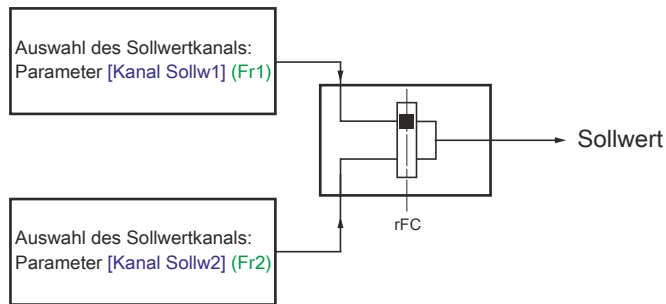 Auswahl des Sollwertkanals:
Parameter [Kanal Sollw1] (Fr1)
Sollwert
rFC
Auswahl des Sollwertkanals:
Parameter [Kanal Sollw2] (Fr2)